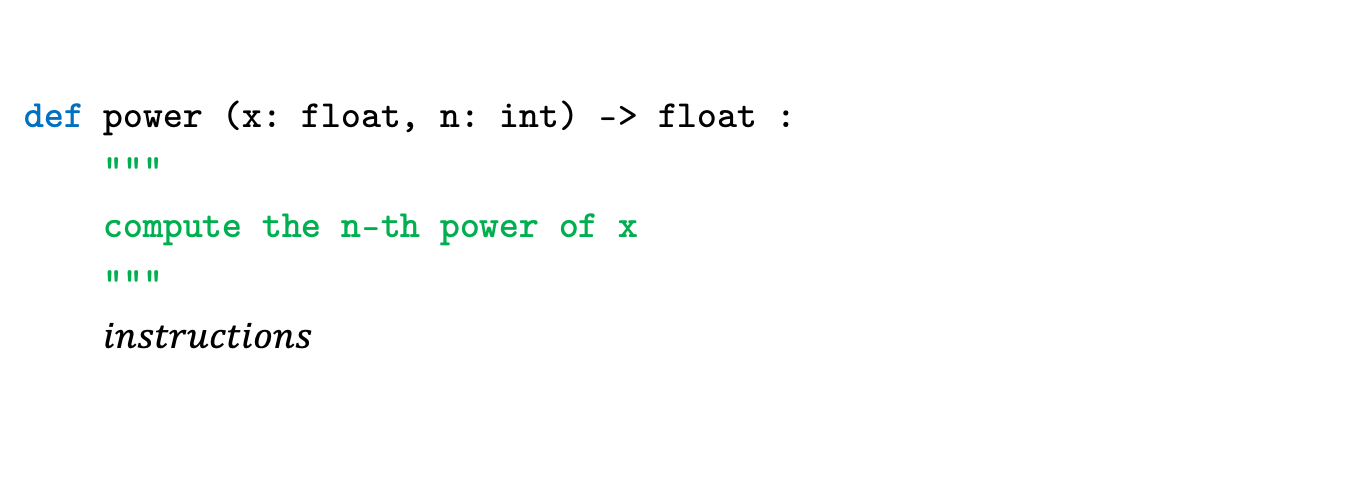 def power (x: float, n: int) -> float :
    """
    compute the n-th power of x
    """
    instructions